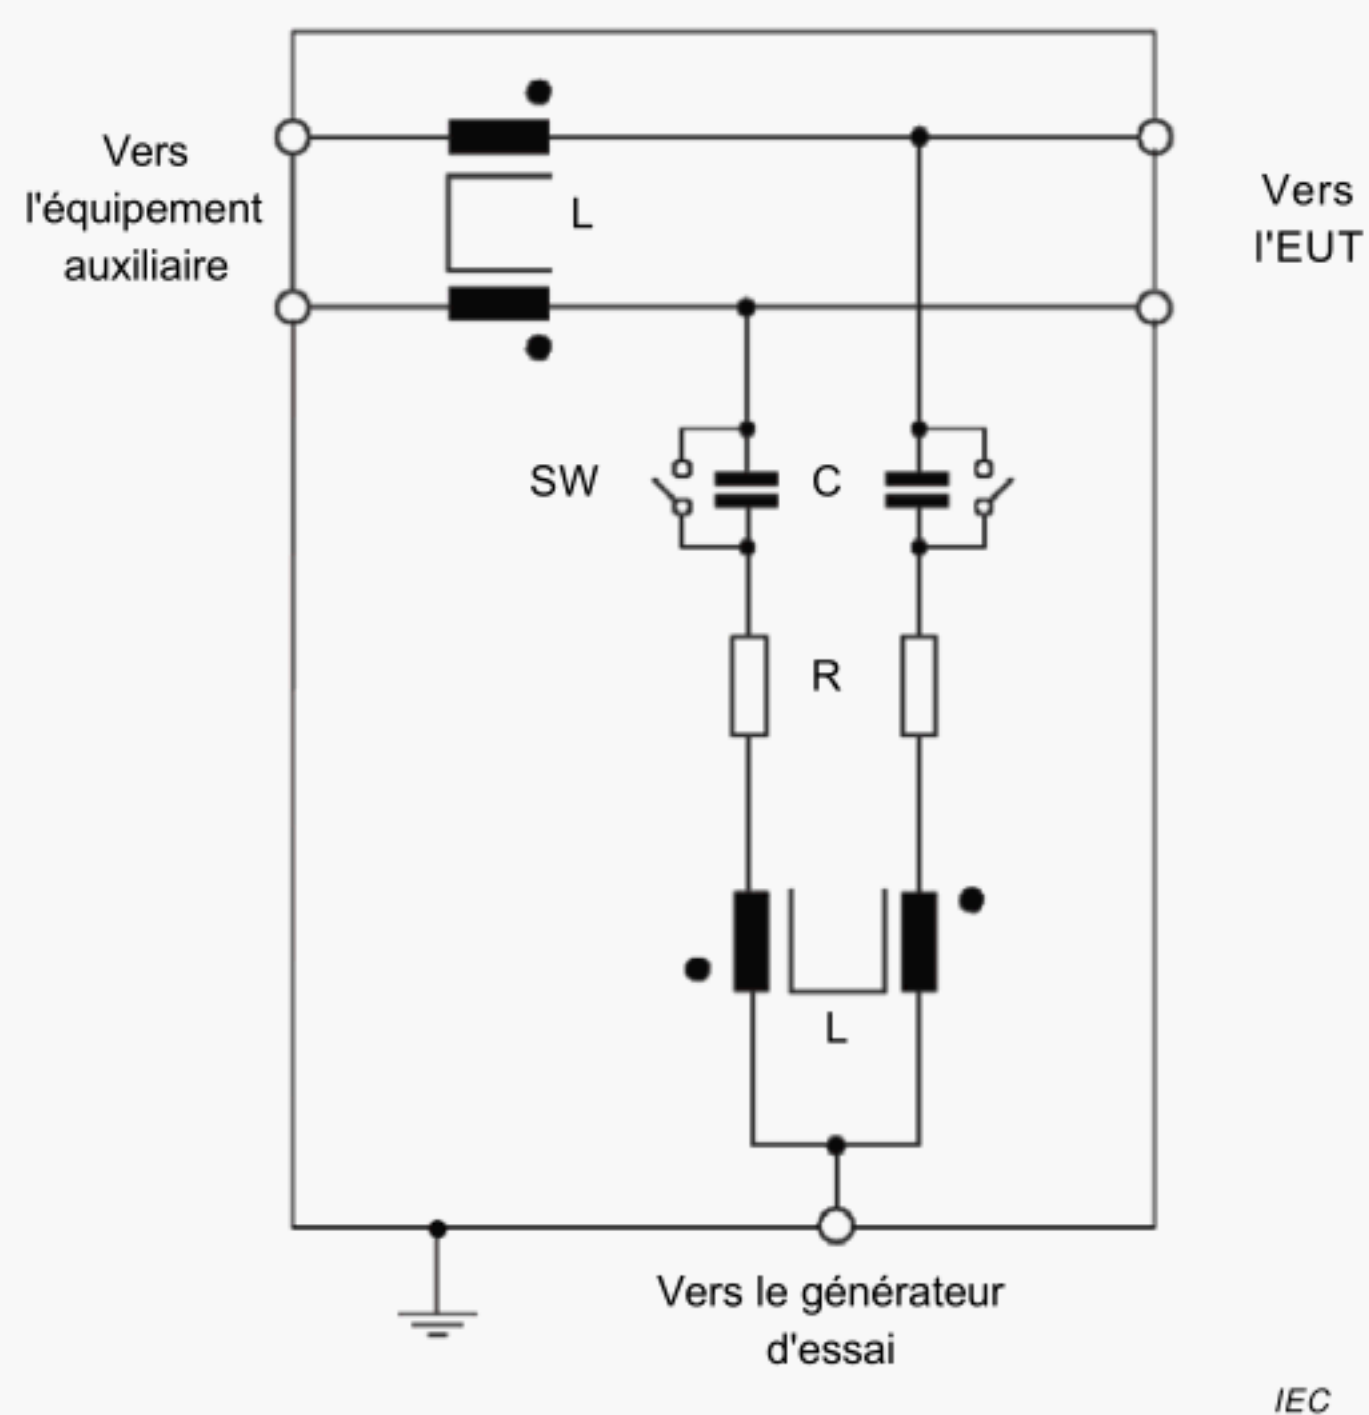 Vers
l'équipement
auxiliaire
L
Vers
l'EUT
SW
C
R
L
Vers le générateur
d'essai
IEC